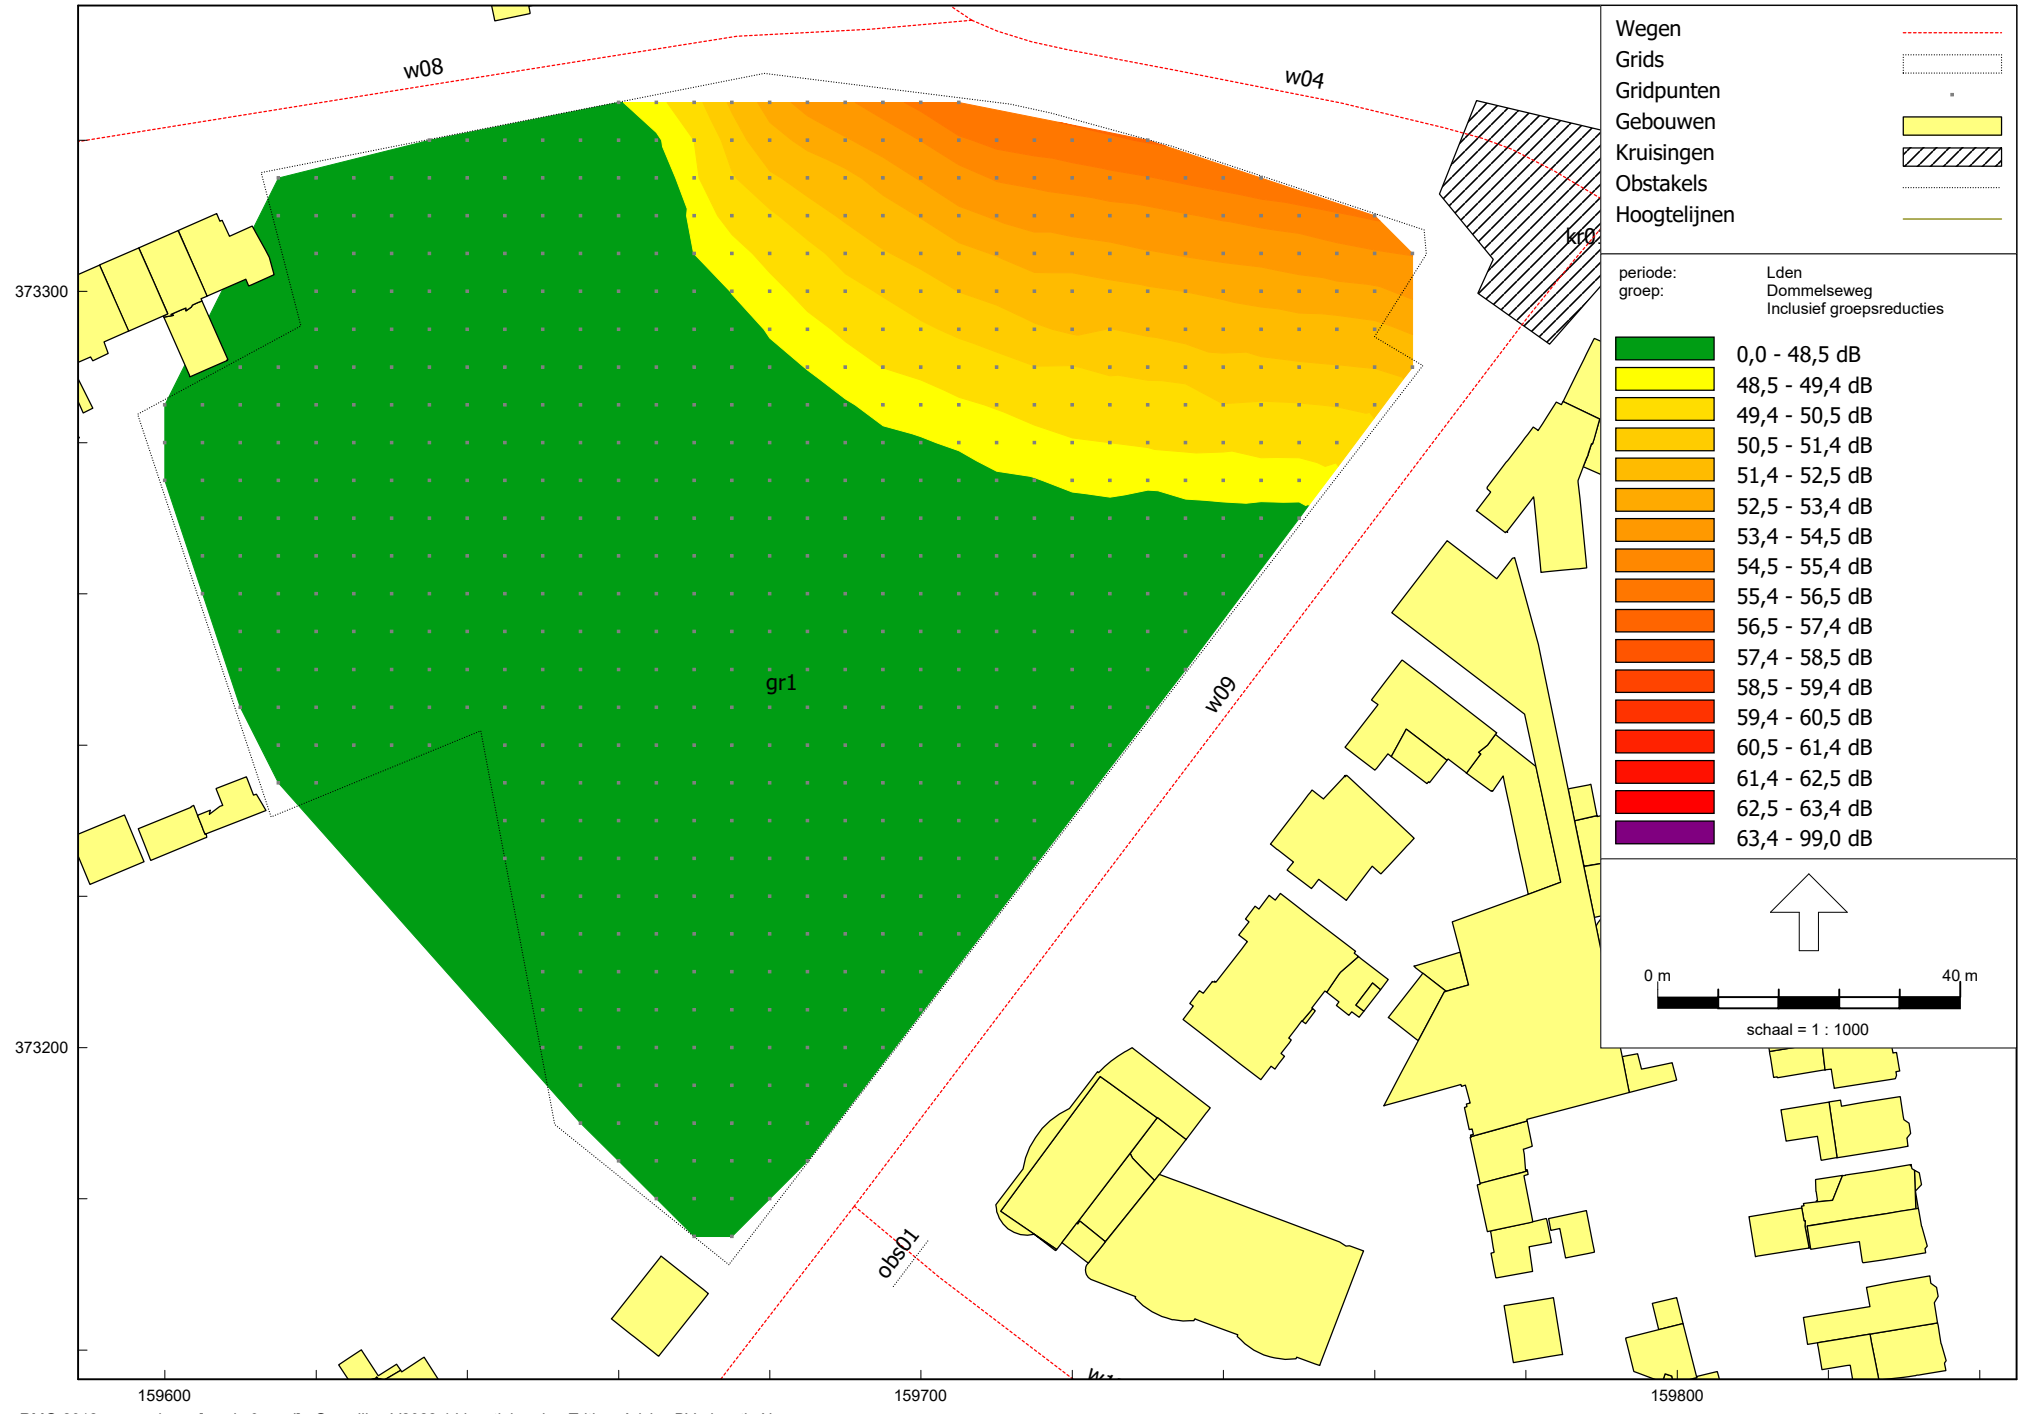 Wegen
Grids
Gridpunten
Gebouwen
Kruisingen
Obstakels
Hoogtelijnen
periode: Lden
groep: Dommelseweg
Inclusief groepsreducties
0,0 - 48,5 dB
48,5 - 49,4 dB
49,4 - 50,5 dB
50,5 - 51,4 dB
51,4 - 52,5 dB
52,5 - 53,4 dB
53,4 - 54,5 dB
54,5 - 55,4 dB
55,4 - 56,5 dB
56,5 - 57,4 dB
57,4 - 58,5 dB
58,5 - 59,4 dB
59,4 - 60,5 dB
60,5 - 61,4 dB
61,4 - 62,5 dB
62,5 - 63,4 dB
63,4 - 99,0 dB
0 m 40 m
schaal = 1 : 1000
w08
w04
kr0
373300
gr1
w09
373200
obs01
159600 159700 159800